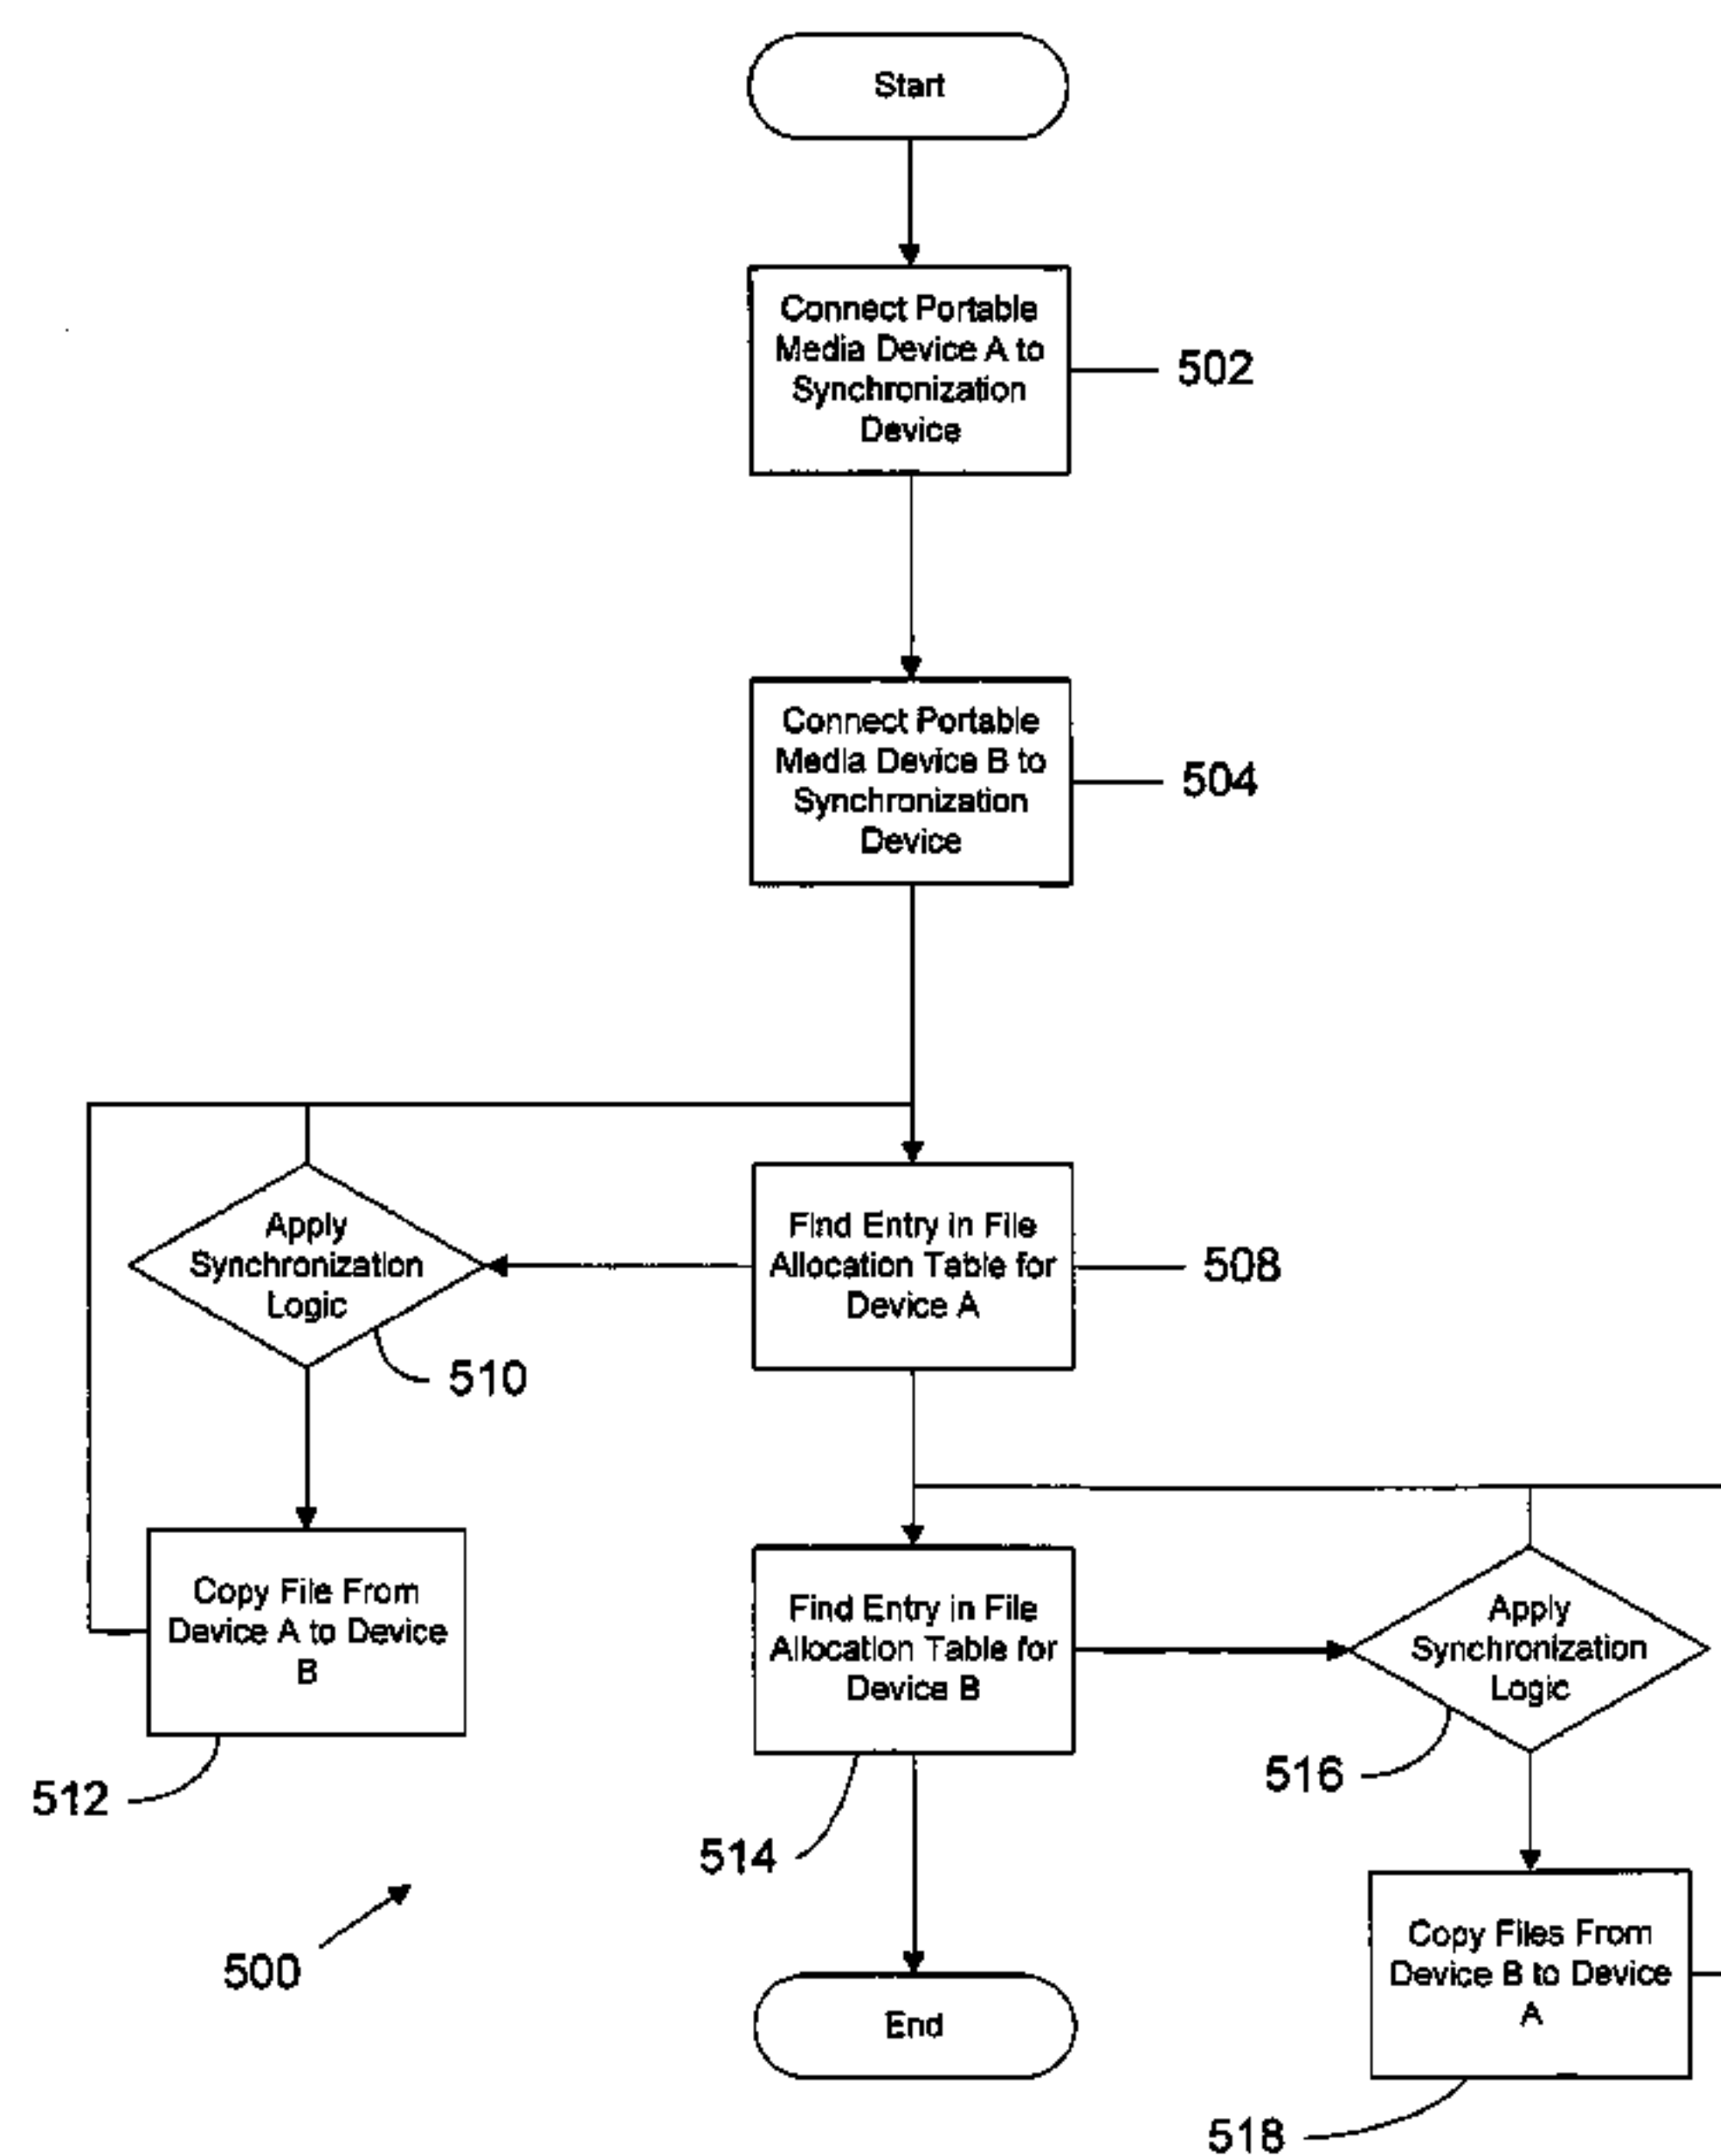 Start
Connect Portable
Media Device A to
Synchronization
Device
502
Connect Portable
Media Device B to
Synchronization
Device
504
Apply
Synchronization
Logic
510
Find Entry in File
Allocation Table for
Device A
508
Copy File From
Device A to Device
B
512
Find Entry in File
Allocation Table for
Device B
514
Apply
Synchronization
Logic
516
500
End
Copy Files From
Device B to Device
A
518